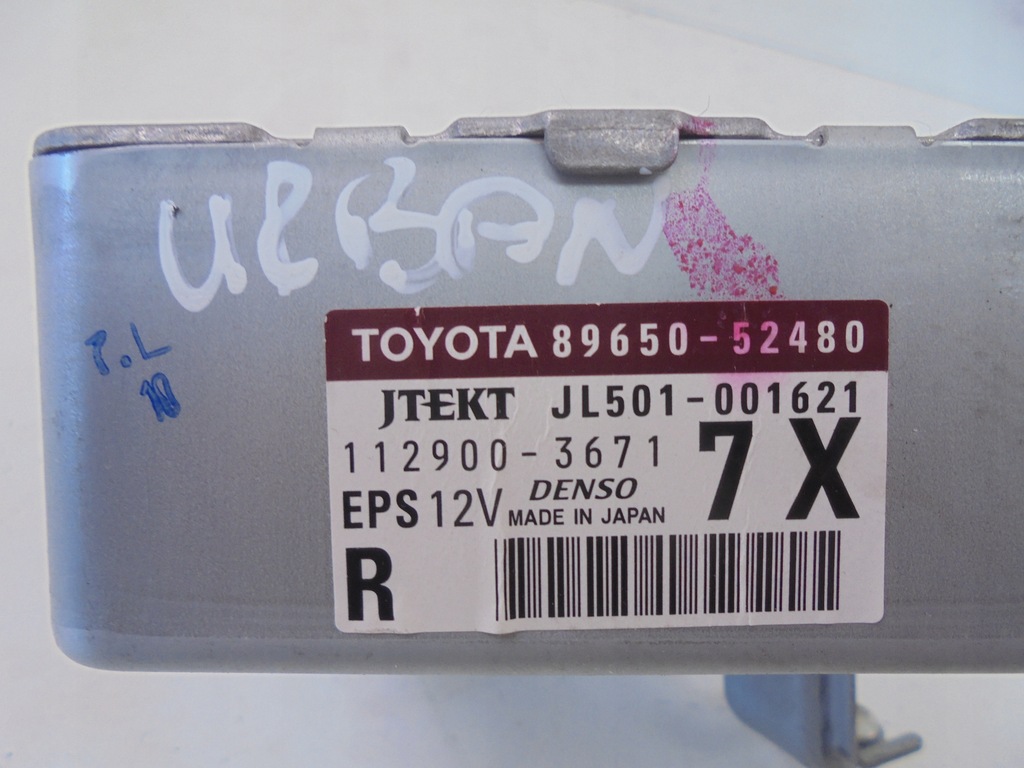 URBAN
P.L
10
TOYOTA 89650-52480
JTEKT JL501-001621
112900-3671 7X
EPS 12V DENSO
MADE IN JAPAN
R